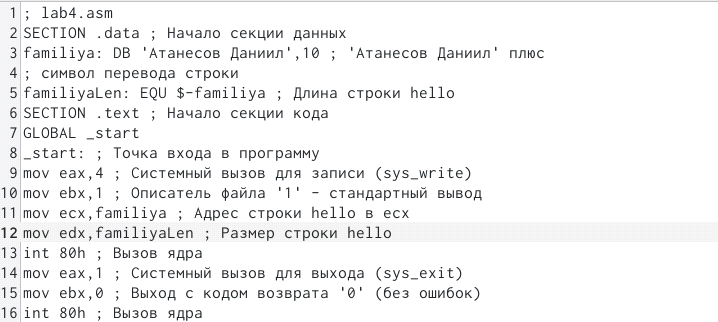 1 ; lab4.asm
2 SECTION .data ; Начало секции данных
3 familiya: DB 'Атанесов Даниил',10 ; 'Атанесов Даниил' плюс
4 ; символ перевода строки
5 familiyaLen: EQU $-familiya ; Длина строки hello
6 SECTION .text ; Начало секции кода
7 GLOBAL _start
8 _start: ; Точка входа в программу
9 mov eax,4 ; Системный вызов для записи (sys_write)
10 mov ebx,1 ; Описатель файла '1' - стандартный вывод
11 mov ecx,familiya ; Адрес строки hello в ecx
12 mov edx,familiyaLen ; Размер строки hello
13 int 80h ; Вызов ядра
14 mov eax,1 ; Системный вызов для выхода (sys_exit)
15 mov ebx,0 ; Выход с кодом возврата '0' (без ошибок)
16 int 80h ; Вызов ядра